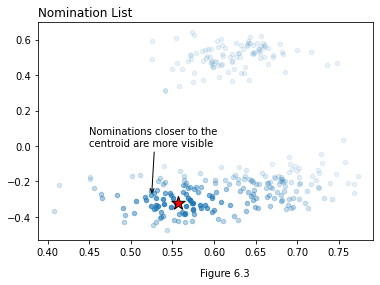 Nomination List
0.6
0.4
0.2
0.0
−0.2
−0.4
Nominations closer to the
centroid are more visible
0.40 0.45 0.50 0.55 0.60 0.65 0.70 0.75
Figure 6.3